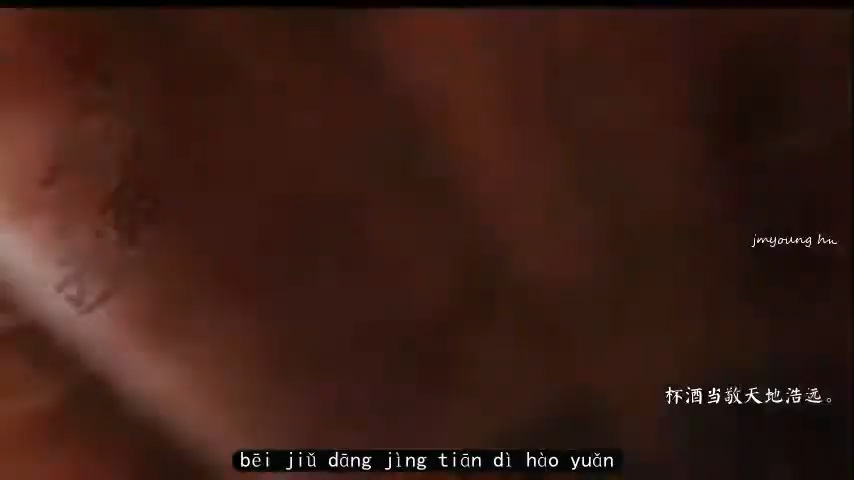 jmyoung hu
杯酒当敬天地浩远。
bēi jiǔ dāng jìng tiān dì hào yuǎn